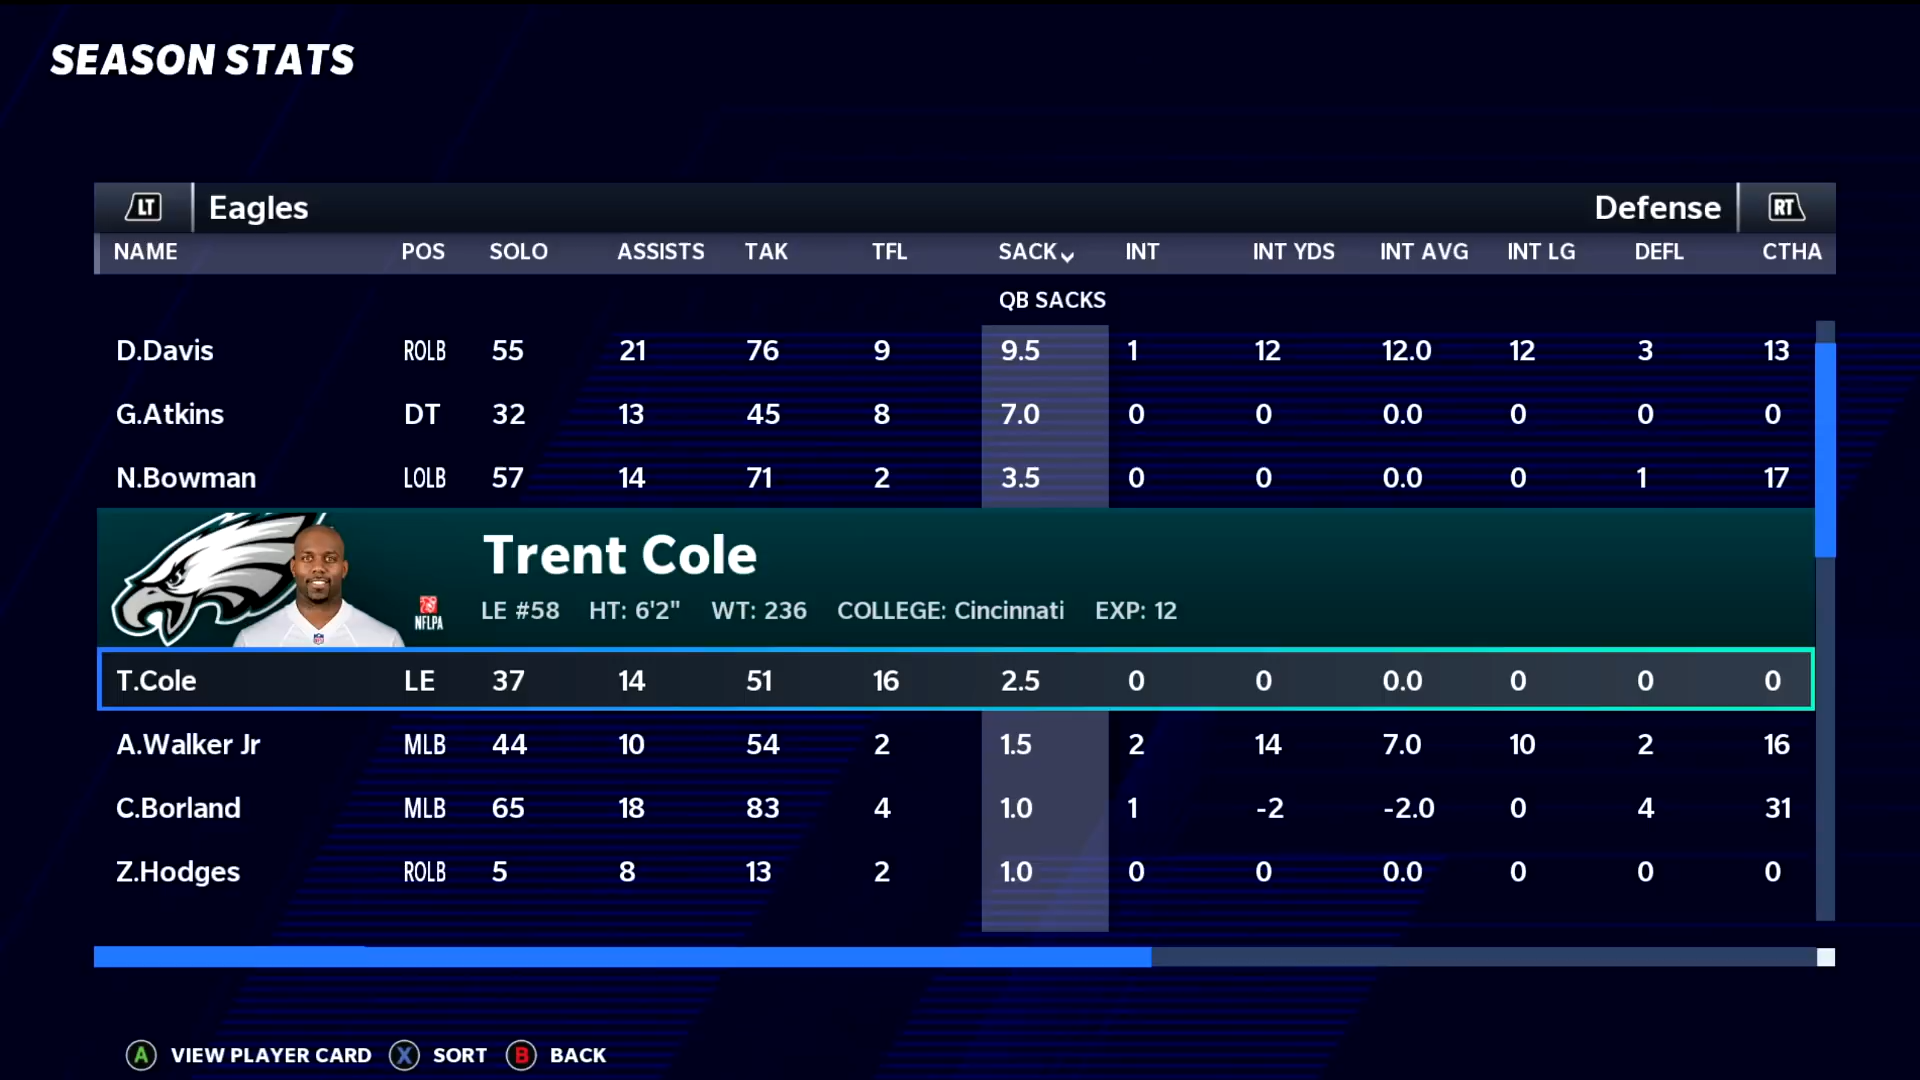 SEASON STATS
LT Eagles Defense RT
NAME POS SOLO ASSISTS TAK TFL SACK INT INT YDS INT AVG INT LG DEFL CTHA
QB SACKS
D.Davis ROLB 55 21 76 9 9.5 1 12 12.0 12 3 13
G.Atkins DT 32 13 45 8 7.0 0 0 0.0 0 0 0
N.Bowman LOLB 57 14 71 2 3.5 0 0 0.0 0 1 17
Trent Cole
NFLPA LE #58 HT: 6'2" WT: 236 COLLEGE: Cincinnati EXP: 12
T.Cole LE 37 14 51 16 2.5 0 0 0.0 0 0 0
A.Walker Jr MLB 44 10 54 2 1.5 2 14 7.0 10 2 16
C.Borland MLB 65 18 83 4 1.0 1 -2 -2.0 0 4 31
Z.Hodges ROLB 5 8 13 2 1.0 0 0 0.0 0 0 0
A VIEW PLAYER CARD X SORT B BACK